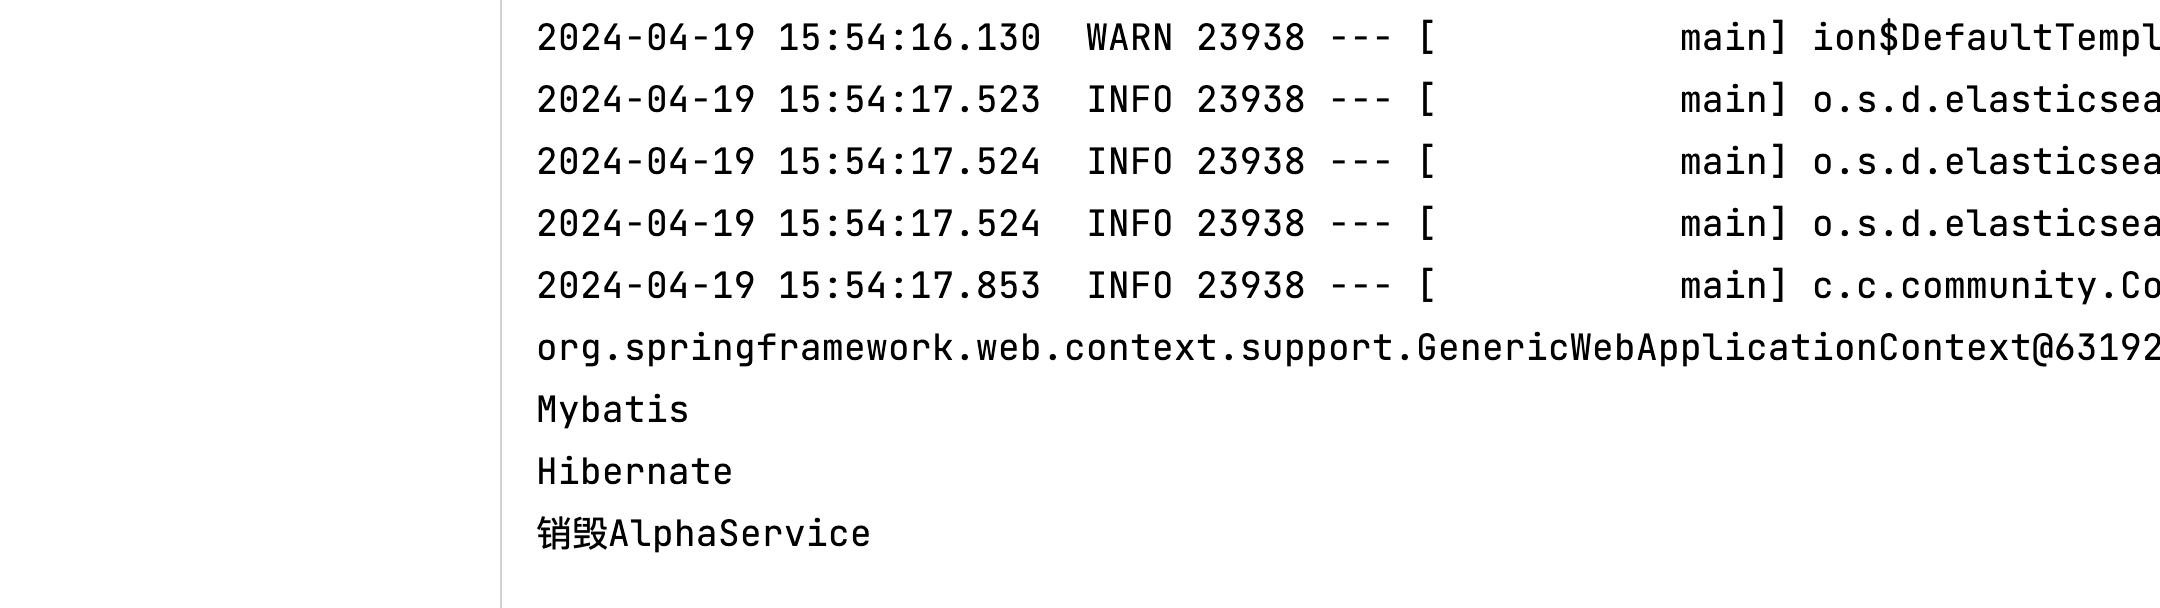 2024-04-19 15:54:16.130  WARN 23938 --- [           main] ion$DefaultTempl
2024-04-19 15:54:17.523  INFO 23938 --- [           main] o.s.d.elasticsea
2024-04-19 15:54:17.524  INFO 23938 --- [           main] o.s.d.elasticsea
2024-04-19 15:54:17.524  INFO 23938 --- [           main] o.s.d.elasticsea
2024-04-19 15:54:17.853  INFO 23938 --- [           main] c.c.community.Co
org.springframework.web.context.support.GenericWebApplicationContext@63192
Mybatis
Hibernate
销毁AlphaService